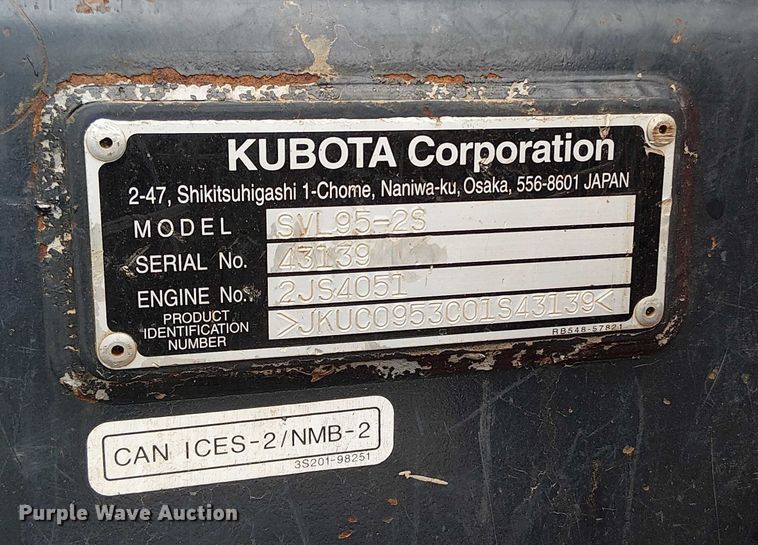 KUBOTA Corporation
2-47, Shikitsuhigashi 1-Chome, Naniwa-ku, Osaka, 556-8601 JAPAN
MODEL SVL95-2S
SERIAL No. 43139
ENGINE No. 2JS4051
PRODUCT IDENTIFICATION NUMBER >JKUC0953C01S43139<
RB548-57821
CAN ICES-2/NMB-2
3S201-98251
Purple Wave Auction